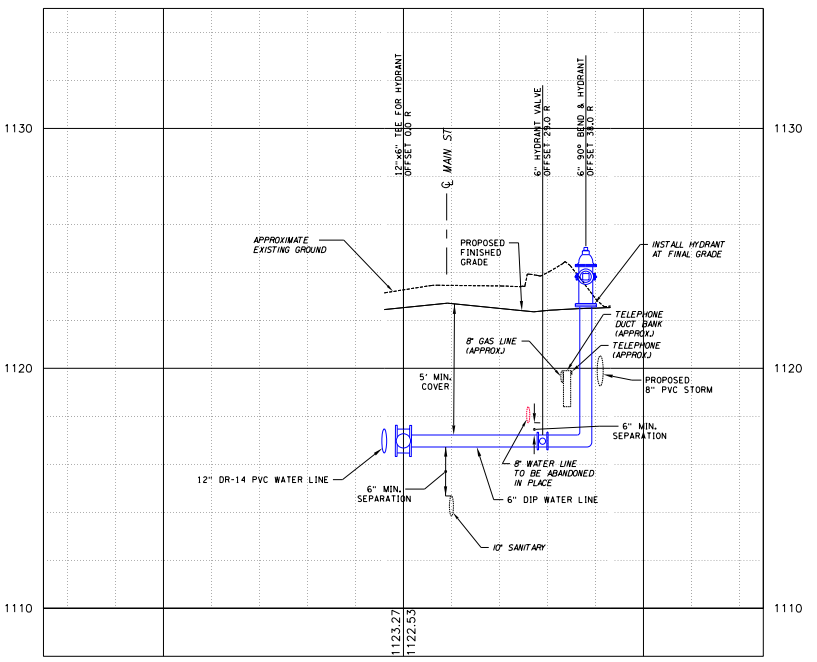 12"x6" TEE FOR HYDRANT
OFFSET 0.0 R
℄ MAIN ST
6" HYDRANT VALVE
OFFSET 29.0 R
6" 90° BEND & HYDRANT
OFFSET 38.0 R
1130
1130
APPROXIMATE
EXISTING GROUND
PROPOSED
FINISHED
GRADE
INSTALL HYDRANT
AT FINAL GRADE
TELEPHONE
DUCT BANK
(APPROX.)
8" GAS LINE
(APPROX.)
TELEPHONE
(APPROX.)
1120
1120
5' MIN.
COVER
PROPOSED
8" PVC STORM
6" MIN.
SEPARATION
8" WATER LINE
TO BE ABANDONED
IN PLACE
12" DR-14 PVC WATER LINE
6" MIN.
SEPARATION
6" DIP WATER LINE
10" SANITARY
1110
1110
1123.27
1122.53